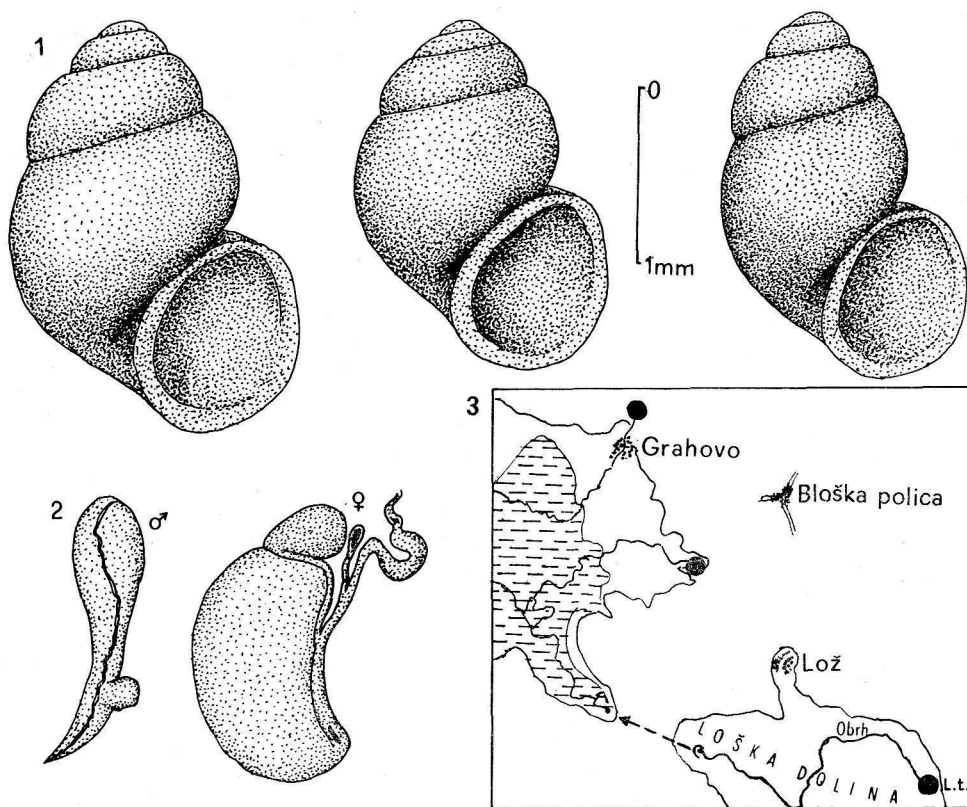 1
0
1mm
2
♂
♀
3
Grahovo
Bloška polica
Lož
LOŠKA DOLINA
Obrh
L.t.